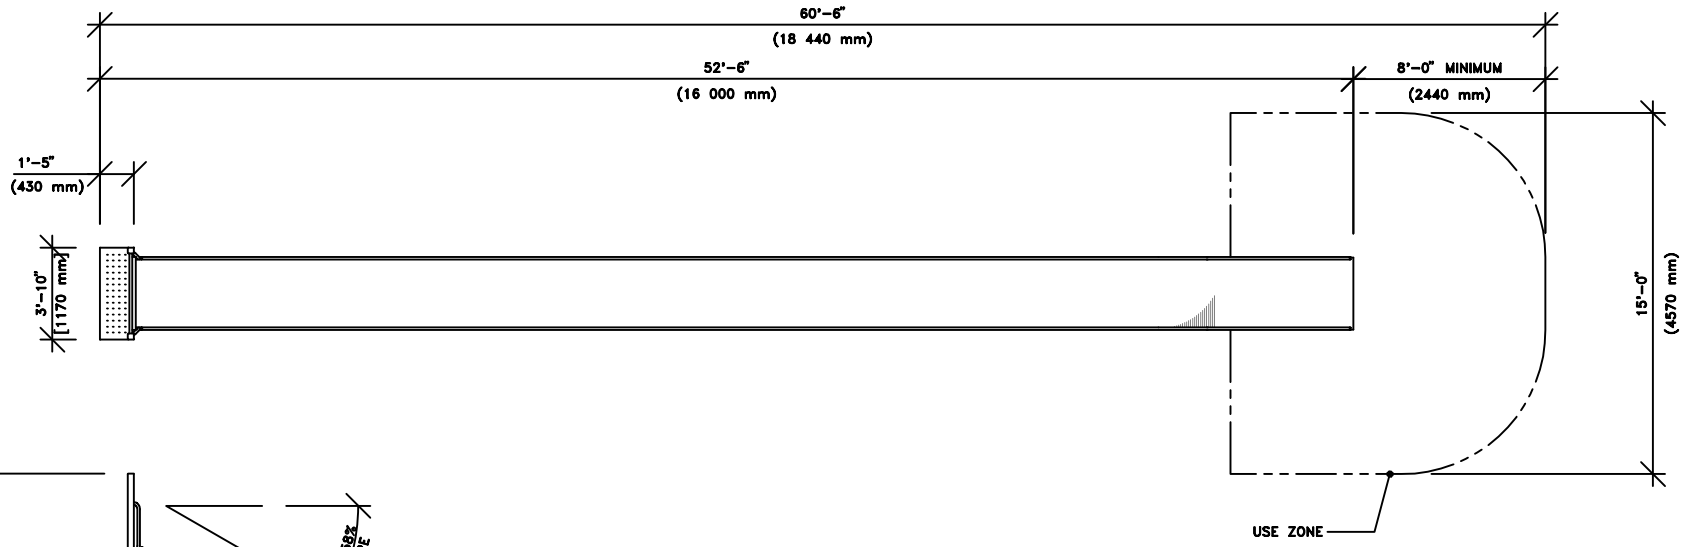 60'-6"
(18 440 mm)
52'-6"
(16 000 mm)
8'-0" MINIMUM
(2440 mm)
1'-5"
(430 mm)
3'-10"
[1170 mm]
15'-0"
(4570 mm)
USE ZONE